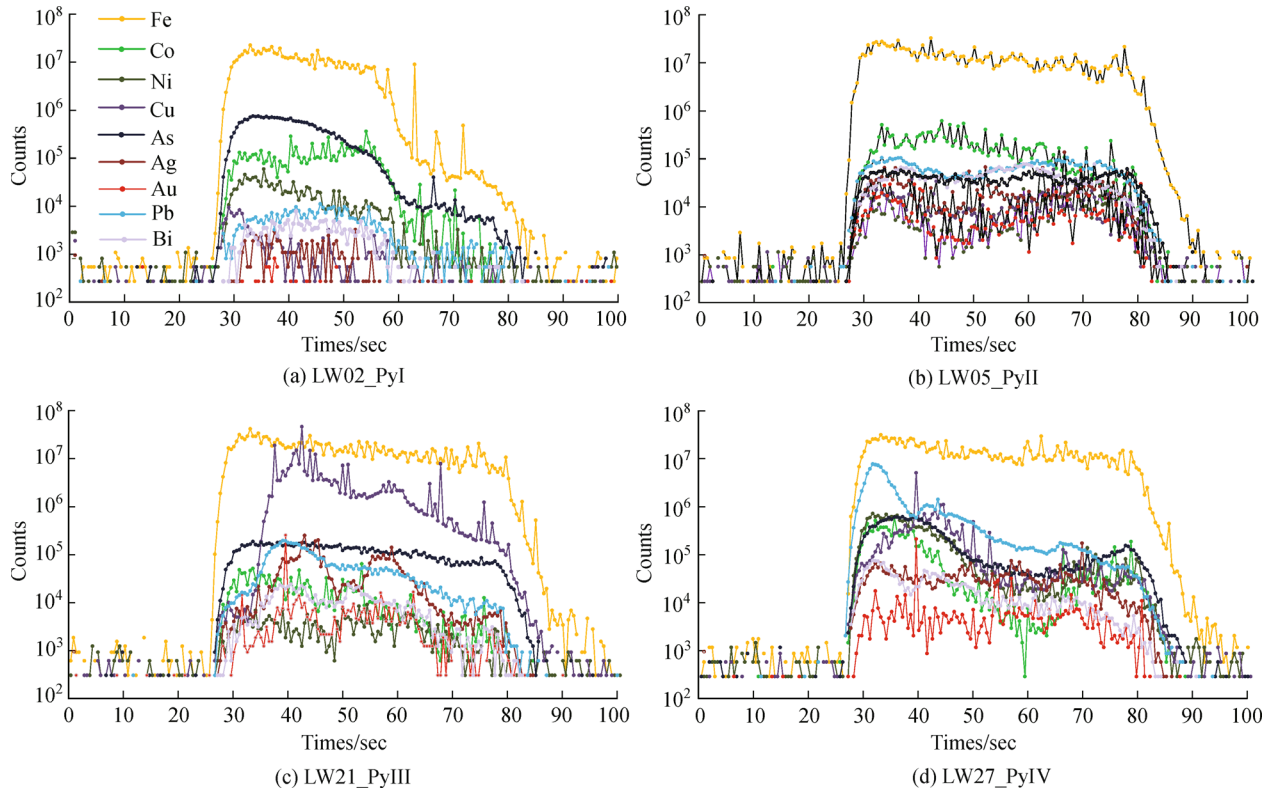 10^8
10^7
10^6
10^5
10^4
10^3
10^2
Counts
Fe
Co
Ni
Cu
As
Ag
Au
Pb
Bi
0 10 20 30 40 50 60 70 80 90 100
Times/sec
(a) LW02_PyI
10^8
10^7
10^6
10^5
10^4
10^3
10^2
Counts
0 10 20 30 40 50 60 70 80 90 100
Times/sec
(b) LW05_PyII
10^8
10^7
10^6
10^5
10^4
10^3
10^2
Counts
0 10 20 30 40 50 60 70 80 90 100
Times/sec
(c) LW21_PyIII
10^8
10^7
10^6
10^5
10^4
10^3
10^2
Counts
0 10 20 30 40 50 60 70 80 90 100
Times/sec
(d) LW27_PyIV